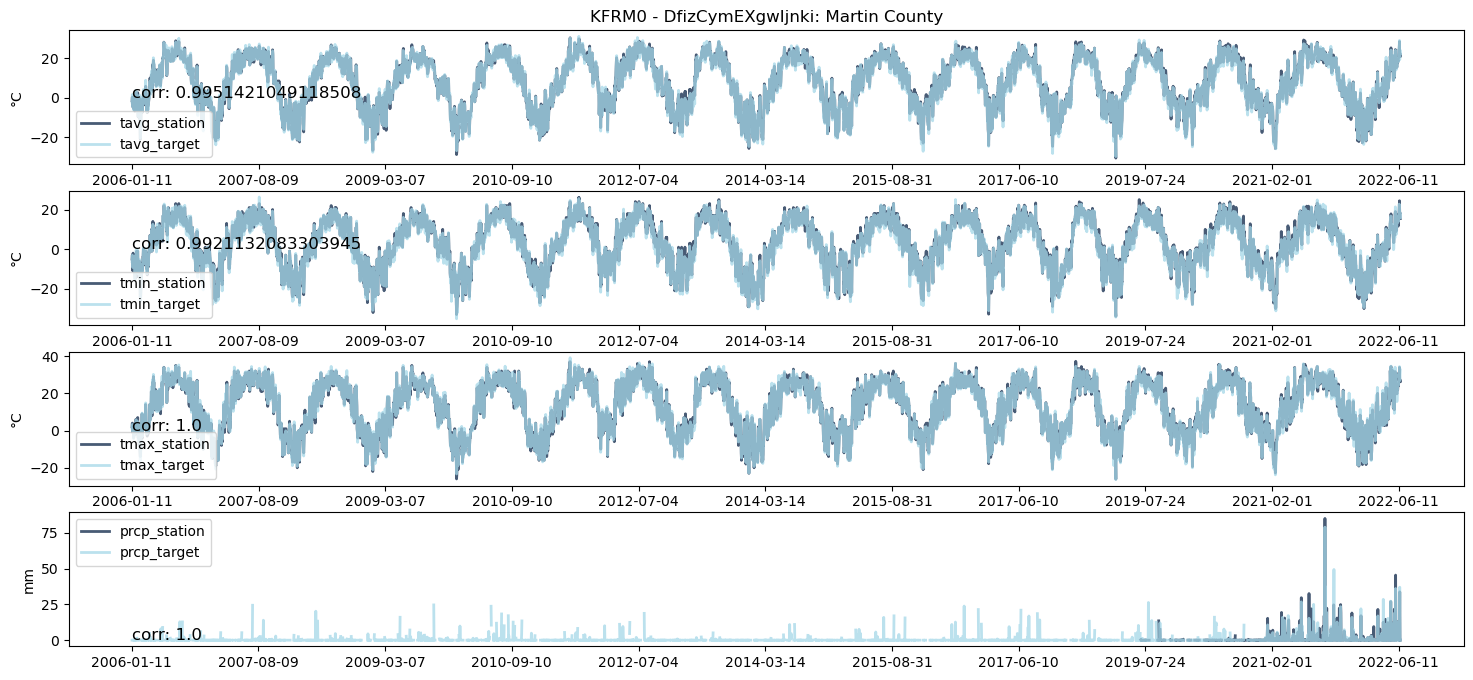 KFRM0 - DfizCymEXgwIjnki: Martin County
20
0
−20
°C
corr: 0.9951421049118508
tavg_station
tavg_target
2006-01-11 2007-08-09 2009-03-07 2010-09-10 2012-07-04 2014-03-14 2015-08-31 2017-06-10 2019-07-24 2021-02-01 2022-06-11
20
0
−20
°C
corr: 0.9921132083303945
tmin_station
tmin_target
2006-01-11 2007-08-09 2009-03-07 2010-09-10 2012-07-04 2014-03-14 2015-08-31 2017-06-10 2019-07-24 2021-02-01 2022-06-11
40
20
0
−20
°C
corr: 1.0
tmax_station
tmax_target
2006-01-11 2007-08-09 2009-03-07 2010-09-10 2012-07-04 2014-03-14 2015-08-31 2017-06-10 2019-07-24 2021-02-01 2022-06-11
75
50
25
0
mm
prcp_station
prcp_target
corr: 1.0
2006-01-11 2007-08-09 2009-03-07 2010-09-10 2012-07-04 2014-03-14 2015-08-31 2017-06-10 2019-07-24 2021-02-01 2022-06-11